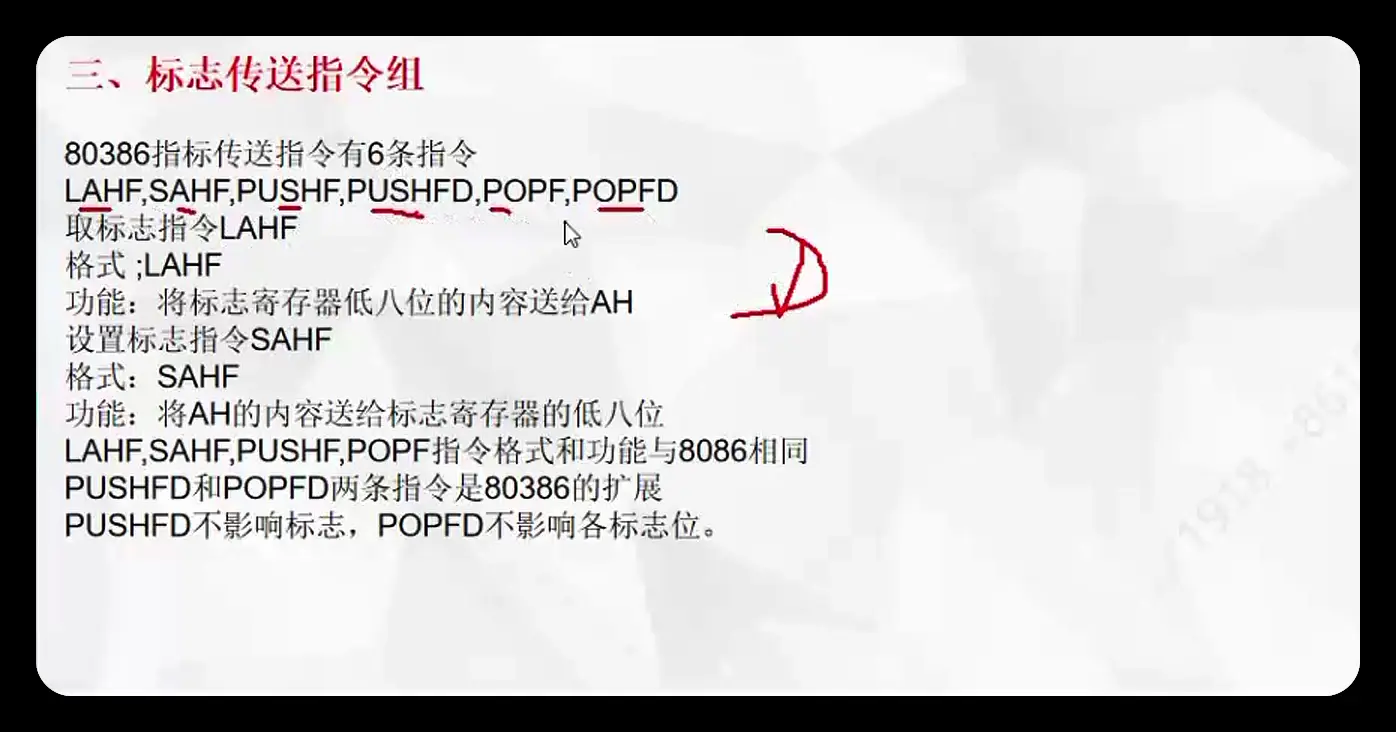 三、标志传送指令组
80386指标传送指令有6条指令
LAHF,SAHF,PUSHF,PUSHFD,POPF,POPFD
取标志指令LAHF
格式 ;LAHF
功能：将标志寄存器低八位的内容送给AH
设置标志指令SAHF
格式：SAHF
功能：将AH的内容送给标志寄存器的低八位
LAHF,SAHF,PUSHF,POPF指令格式和功能与8086相同
PUSHFD和POPFD两条指令是80386的扩展
PUSHFD不影响标志，POPFD不影响各标志位。
D